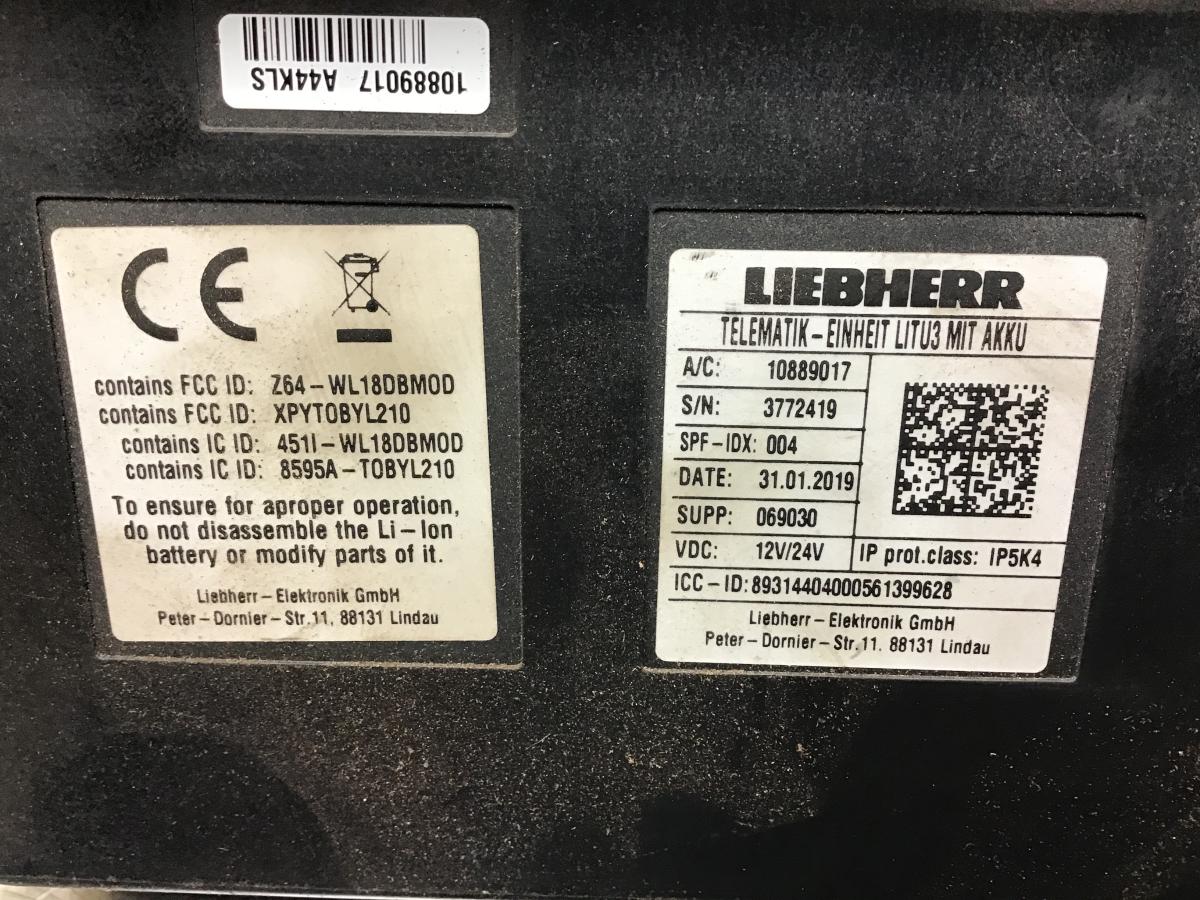 10889017 A44KLS
CE
contains FCC ID: Z64-WL18DBMOD
contains FCC ID: XPYTOBYL210
contains IC ID: 451I-WL18DBMOD
contains IC ID: 8595A-TOBYL210
To ensure for aproper operation,
do not disassemble the Li-Ion
battery or modify parts of it.
Liebherr-Elektronik GmbH
Peter-Dornier-Str.11, 88131 Lindau
LIEBHERR
TELEMATIK-EINHEIT LITU3 MIT AKKU
A/C: 10889017
S/N: 3772419
SPF-IDX: 004
DATE: 31.01.2019
SUPP: 069030
VDC: 12V/24V IP prot.class: IP5K4
ICC-ID: 89314404000561399628
Liebherr-Elektronik GmbH
Peter-Dornier-Str.11. 88131 Lindau